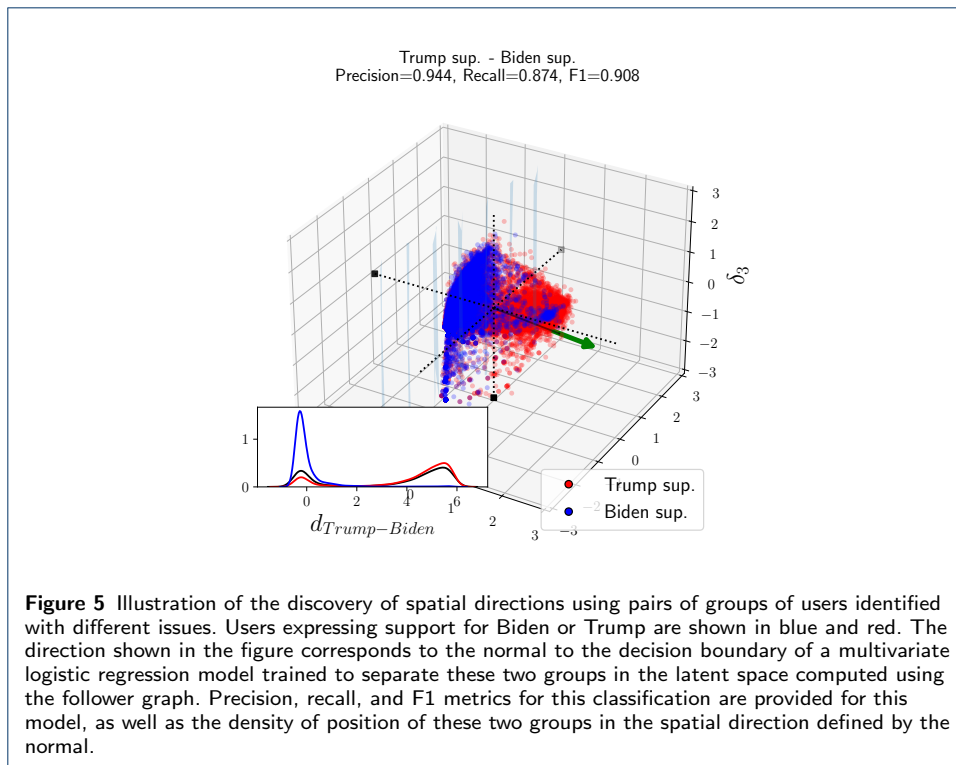 Trump sup. - Biden sup.
Precision=0.944, Recall=0.874, F1=0.908
3
2
1
0
−1
−2
−3
δ3
3
2
1
0
−2
−3
1
0
0
2
4
0
6
1
2
3
d_{Trump−Biden}
Trump sup.
Biden sup.
Figure 5 Illustration of the discovery of spatial directions using pairs of groups of users identified
with different issues. Users expressing support for Biden or Trump are shown in blue and red. The
direction shown in the figure corresponds to the normal to the decision boundary of a multivariate
logistic regression model trained to separate these two groups in the latent space computed using
the follower graph. Precision, recall, and F1 metrics for this classification are provided for this
model, as well as the density of position of these two groups in the spatial direction defined by the
normal.